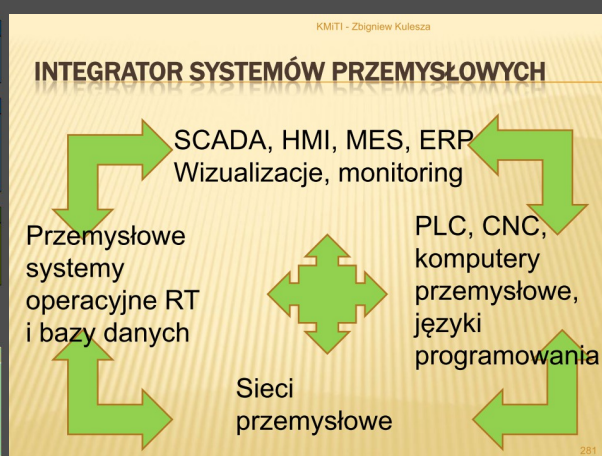 KMiTI - Zbigniew Kulesza
INTEGRATOR SYSTEMÓW PRZEMYSŁOWYCH
SCADA, HMI, MES, ERP
Wizualizacje, monitoring
Przemysłowe
systemy
operacyjne RT
i bazy danych
PLC, CNC,
komputery
przemysłowe,
języki
programowania
Sieci
przemysłowe
281